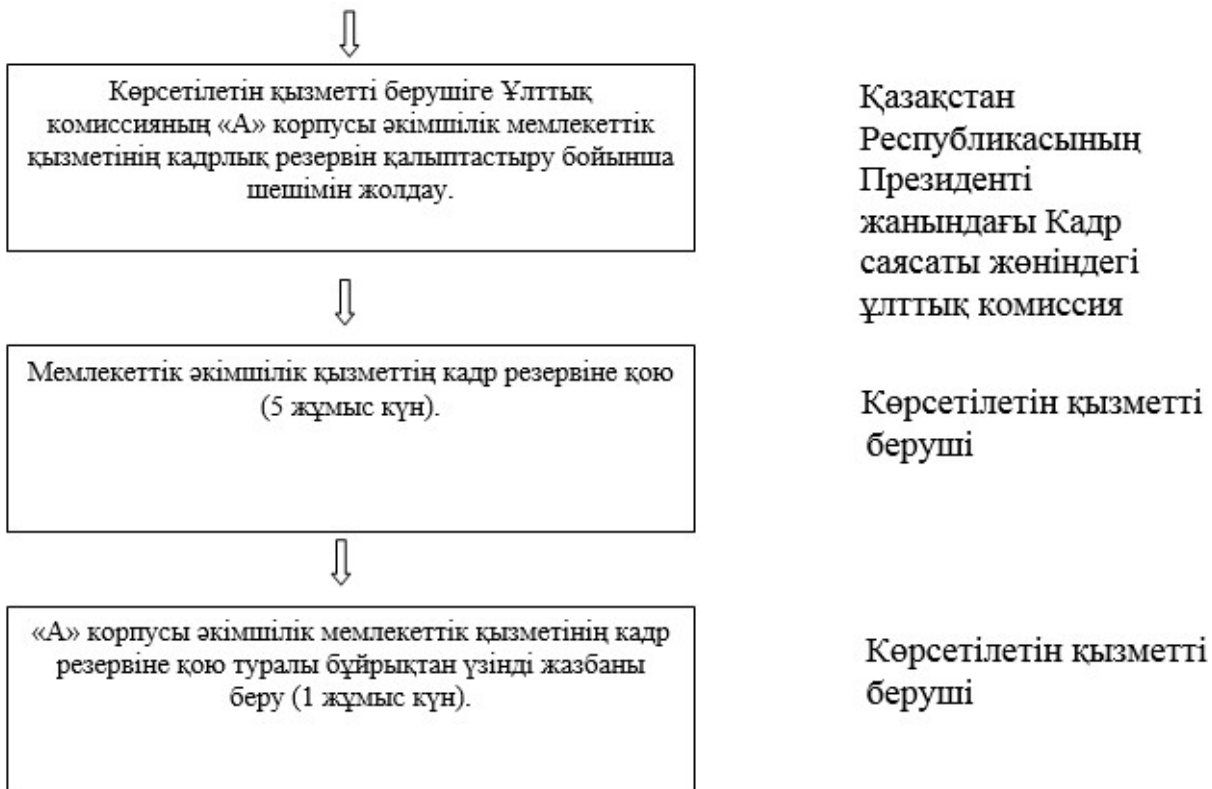 Көрсетілетін қызметті берушіге Ұлттық
комиссияның «А» корпусы әкімшілік мемлекеттік
қызметінің кадрлық резервін қалыптастыру бойынша
шешімін жолдау.
Қазақстан
Республикасының
Президенті
жанындағы Кадр
саясаты жөніндегі
ұлттық комиссия
Мемлекеттік әкімшілік қызметтің кадр резервіне қою
(5 жұмыс күн).
Көрсетілетін қызметті
беруші
«А» корпусы әкімшілік мемлекеттік қызметінің кадр
резервіне қою туралы бұйрықтан үзінді жазбаны
беру (1 жұмыс күн).
Көрсетілетін қызметті
беруші